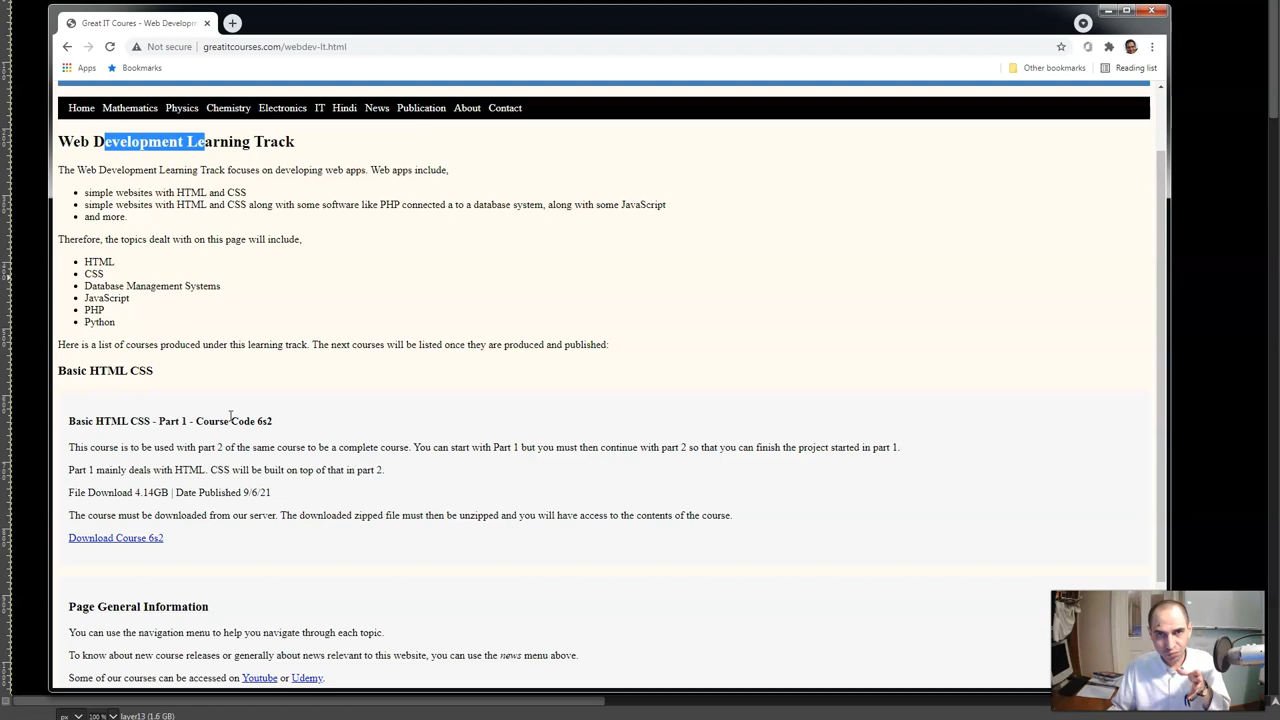 Great IT Coures - Web Developm
Not secure greatitcourses.com/webdev-lt.html
Apps Bookmarks Other bookmarks Reading list
Home Mathematics Physics Chemistry Electronics IT Hindi News Publication About Contact
Web Development Learning Track
The Web Development Learning Track focuses on developing web apps. Web apps include,
simple websites with HTML and CSS
simple websites with HTML and CSS along with some software like PHP connected a to a database system, along with some JavaScript
and more.
Therefore, the topics dealt with on this page will include,
HTML
CSS
Database Management Systems
JavaScript
PHP
Python
Here is a list of courses produced under this learning track. The next courses will be listed once they are produced and published:
Basic HTML CSS
Basic HTML CSS - Part 1 - Course Code 6s2
This course is to be used with part 2 of the same course to be a complete course. You can start with Part 1 but you must then continue with part 2 so that you can finish the project started in part 1.
Part 1 mainly deals with HTML. CSS will be built on top of that in part 2.
File Download 4.14GB | Date Published 9/6/21
The course must be downloaded from our server. The downloaded zipped file must then be unzipped and you will have access to the contents of the course.
Download Course 6s2
Page General Information
You can use the navigation menu to help you navigate through each topic.
To know about new course releases or generally about news relevant to this website, you can use the news menu above.
Some of our courses can be accessed on Youtube or Udemy.
px 100 % layer13 (1.6 GB)